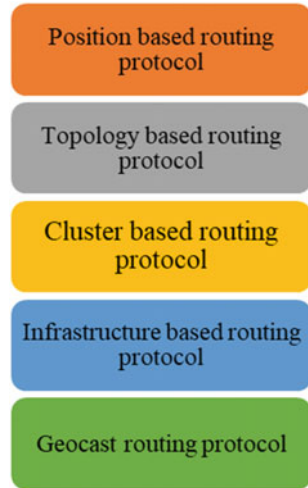 Position based routing
protocol
Topology based routing
protocol
Cluster based routing
protocol
Infrastructure based routing
protocol
Geocast routing protocol